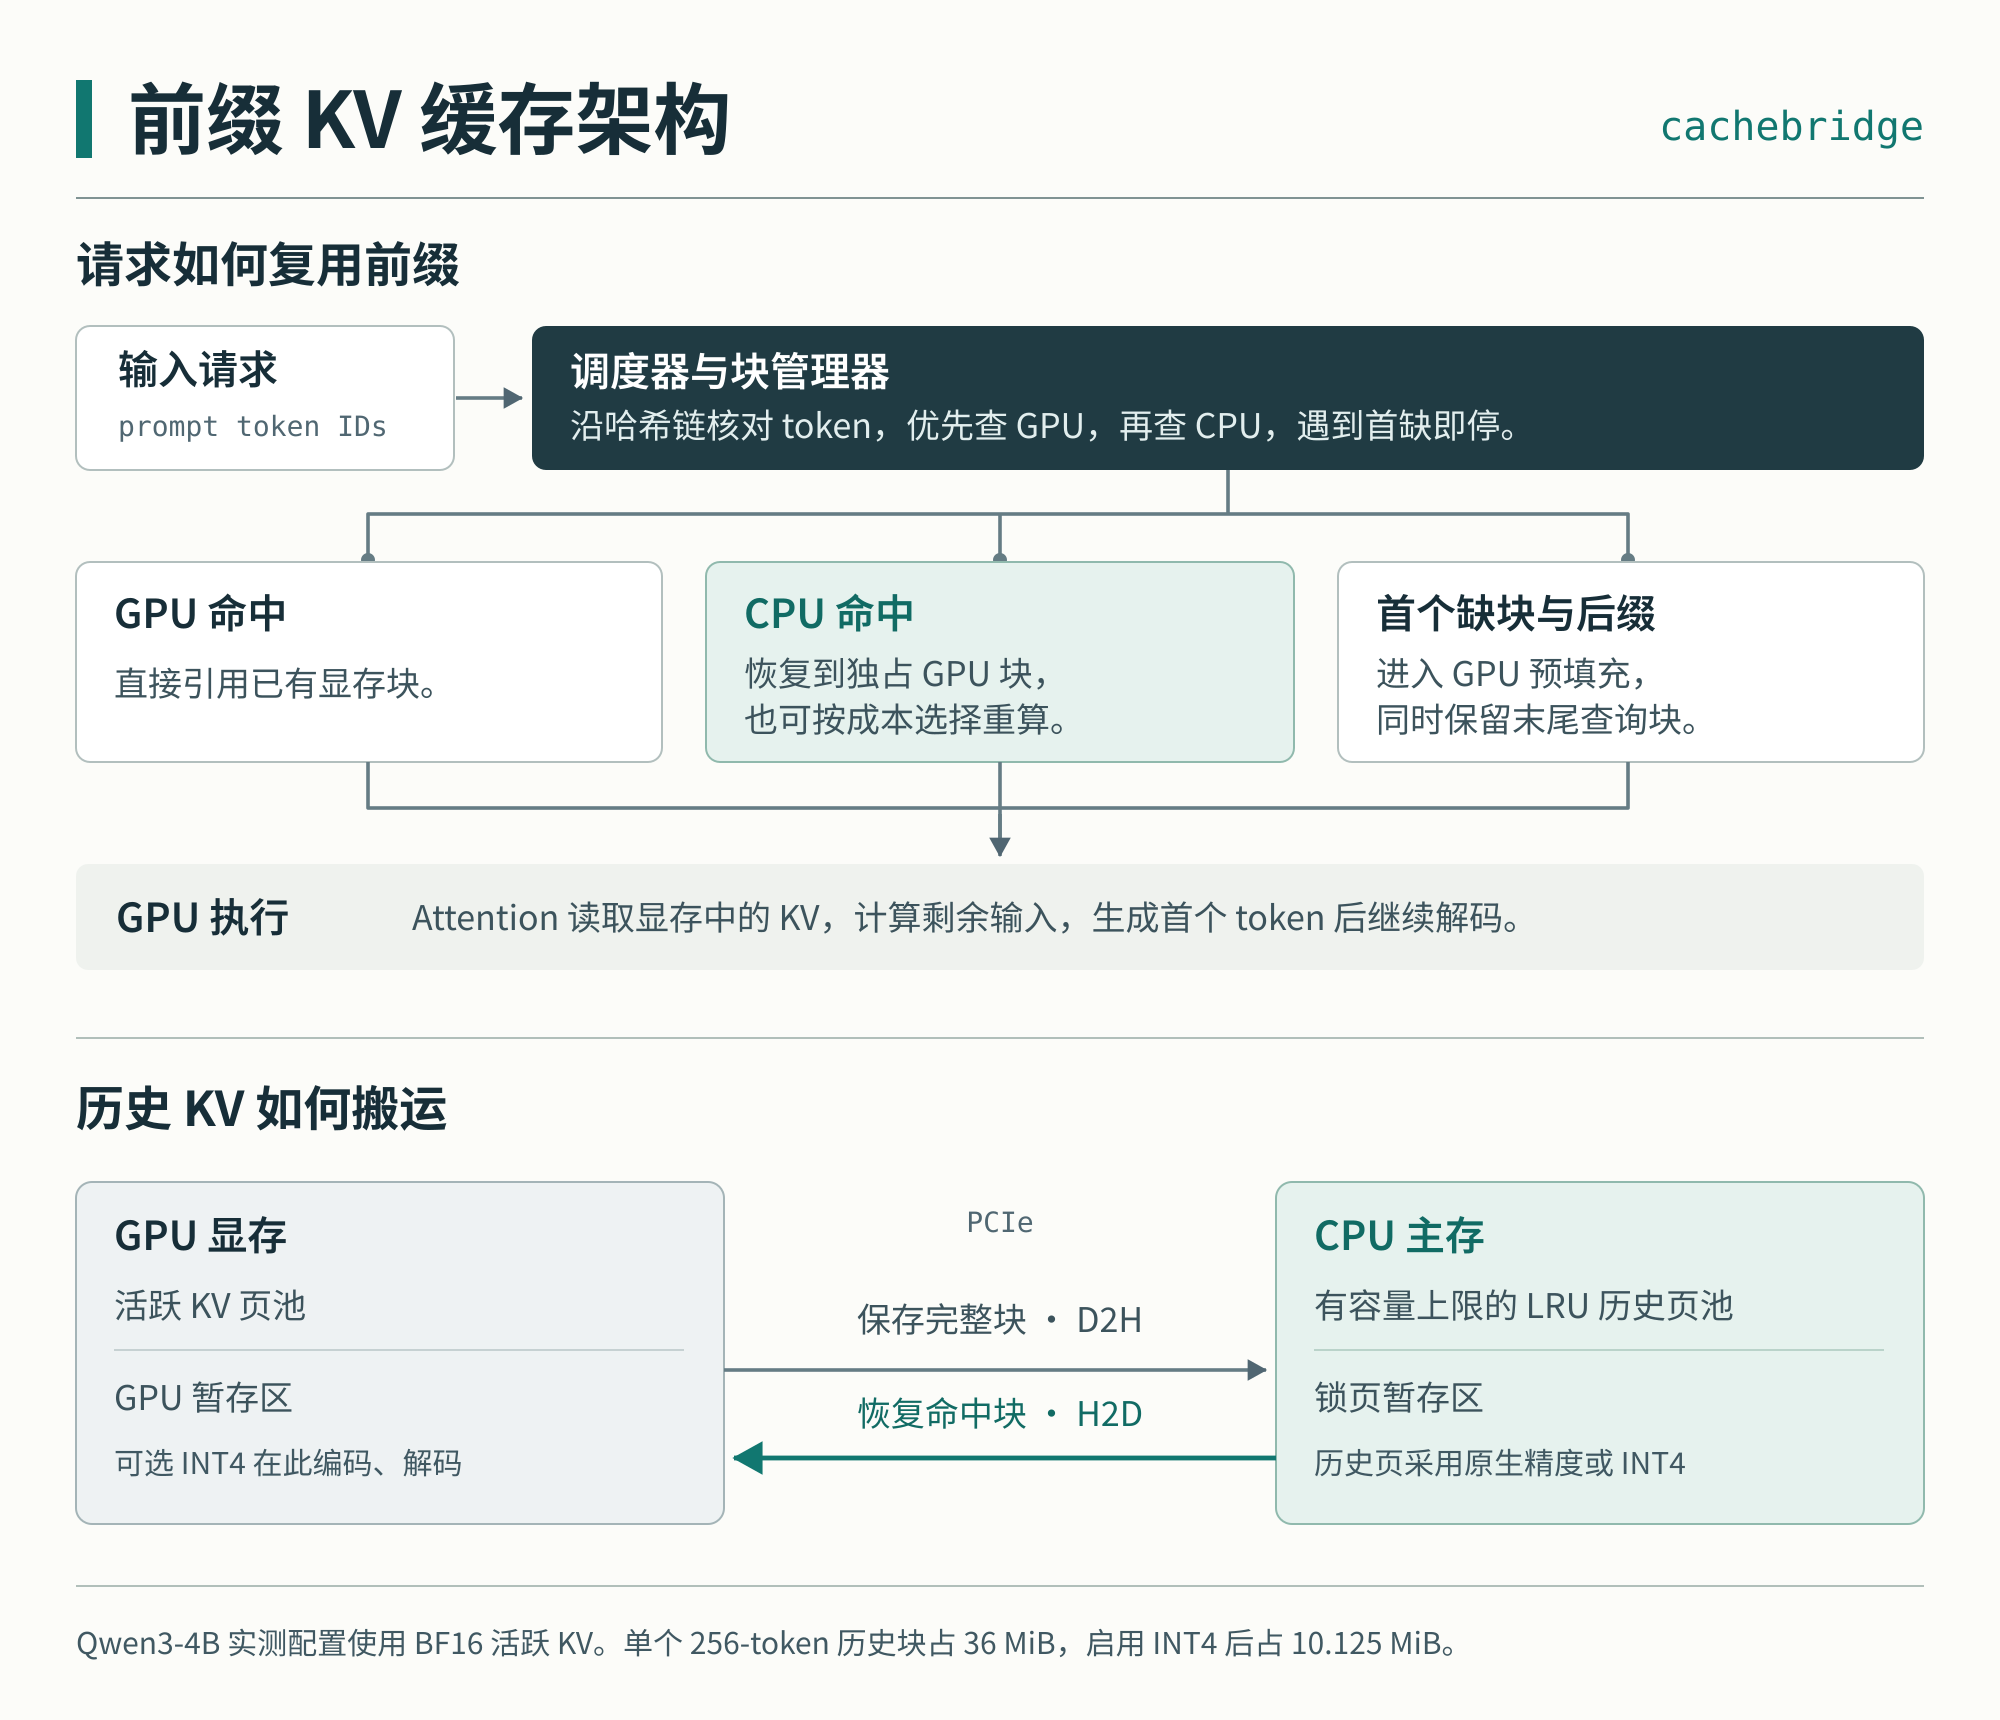 前缀 KV 缓存架构
cachebridge
请求如何复用前缀
输入请求
prompt token IDs
调度器与块管理器
沿哈希链核对 token，优先查 GPU，再查 CPU，遇到首缺即停。
GPU 命中
直接引用已有显存块。
CPU 命中
恢复到独占 GPU 块，
也可按成本选择重算。
首个缺块与后缀
进入 GPU 预填充，
同时保留末尾查询块。
GPU 执行
Attention 读取显存中的 KV，计算剩余输入，生成首个 token 后继续解码。
历史 KV 如何搬运
GPU 显存
活跃 KV 页池
GPU 暂存区
可选 INT4 在此编码、解码
PCIe
保存完整块 · D2H
恢复命中块 · H2D
CPU 主存
有容量上限的 LRU 历史页池
锁页暂存区
历史页采用原生精度或 INT4
Qwen3-4B 实测配置使用 BF16 活跃 KV。单个 256-token 历史块占 36 MiB，启用 INT4 后占 10.125 MiB。